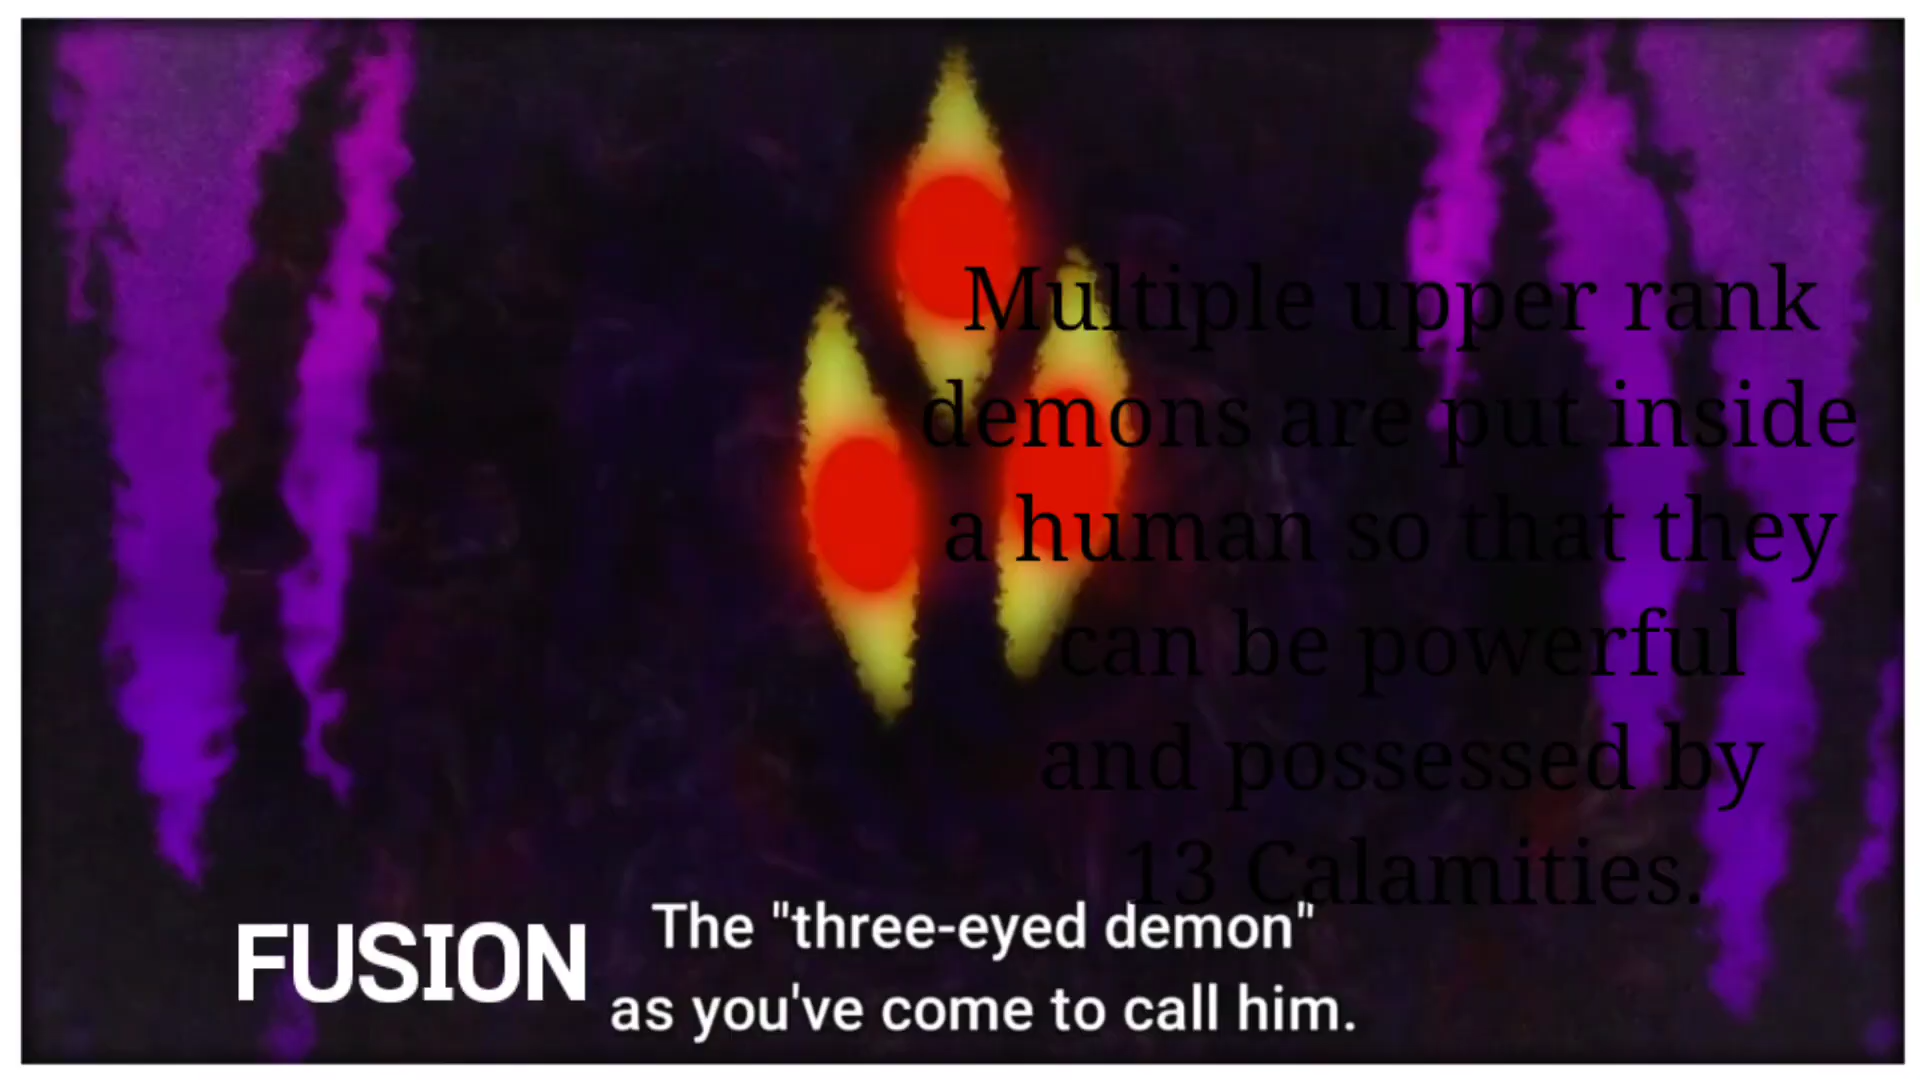 Multiple upper rank
demons are put inside
a human so that they
can be powerful
and possessed by
13 Calamities.
FUSION
The "three-eyed demon"
as you've come to call him.